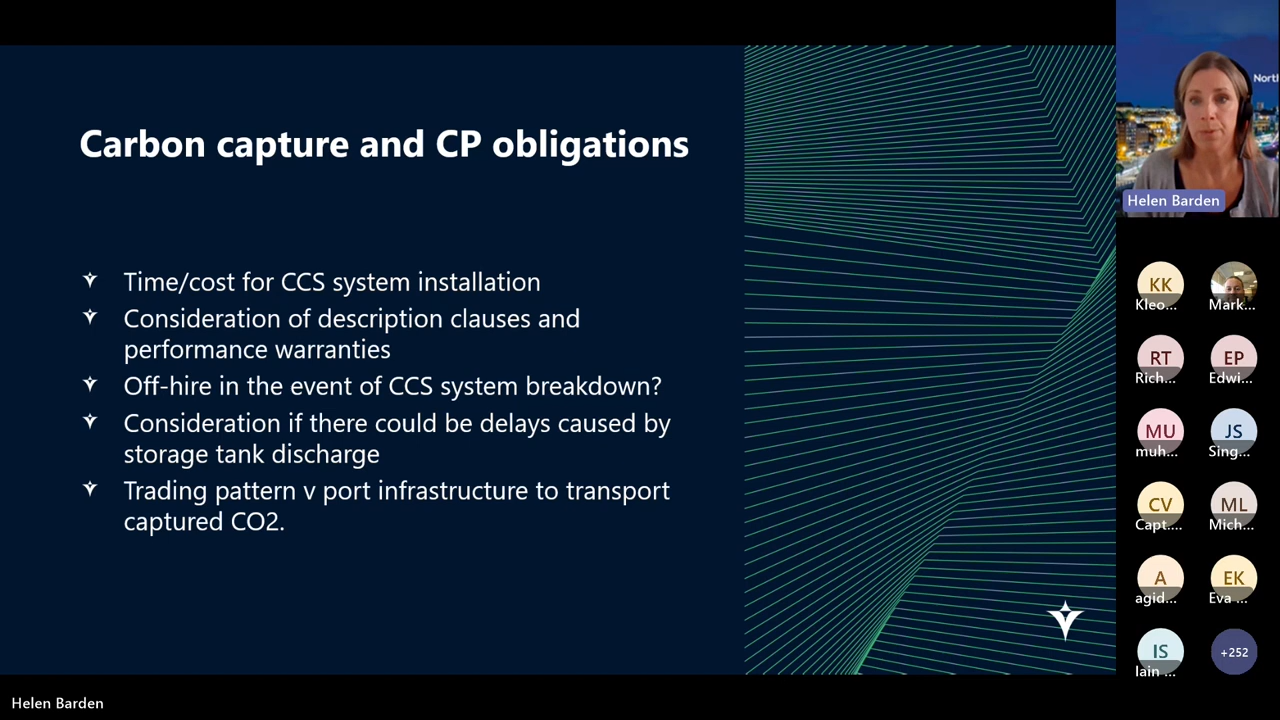 Carbon capture and CP obligations
Time/cost for CCS system installation
Consideration of description clauses and
performance warranties
Off-hire in the event of CCS system breakdown?
Consideration if there could be delays caused by
storage tank discharge
Trading pattern v port infrastructure to transport
captured CO2.
North
Helen Barden
KK
Kleo...
Mark...
RT
Rich...
EP
Edwi...
MU
muh...
JS
Sing...
CV
Capt....
ML
Mich...
A
agid...
EK
Eva ...
IS
Iain ...
+252
Helen Barden